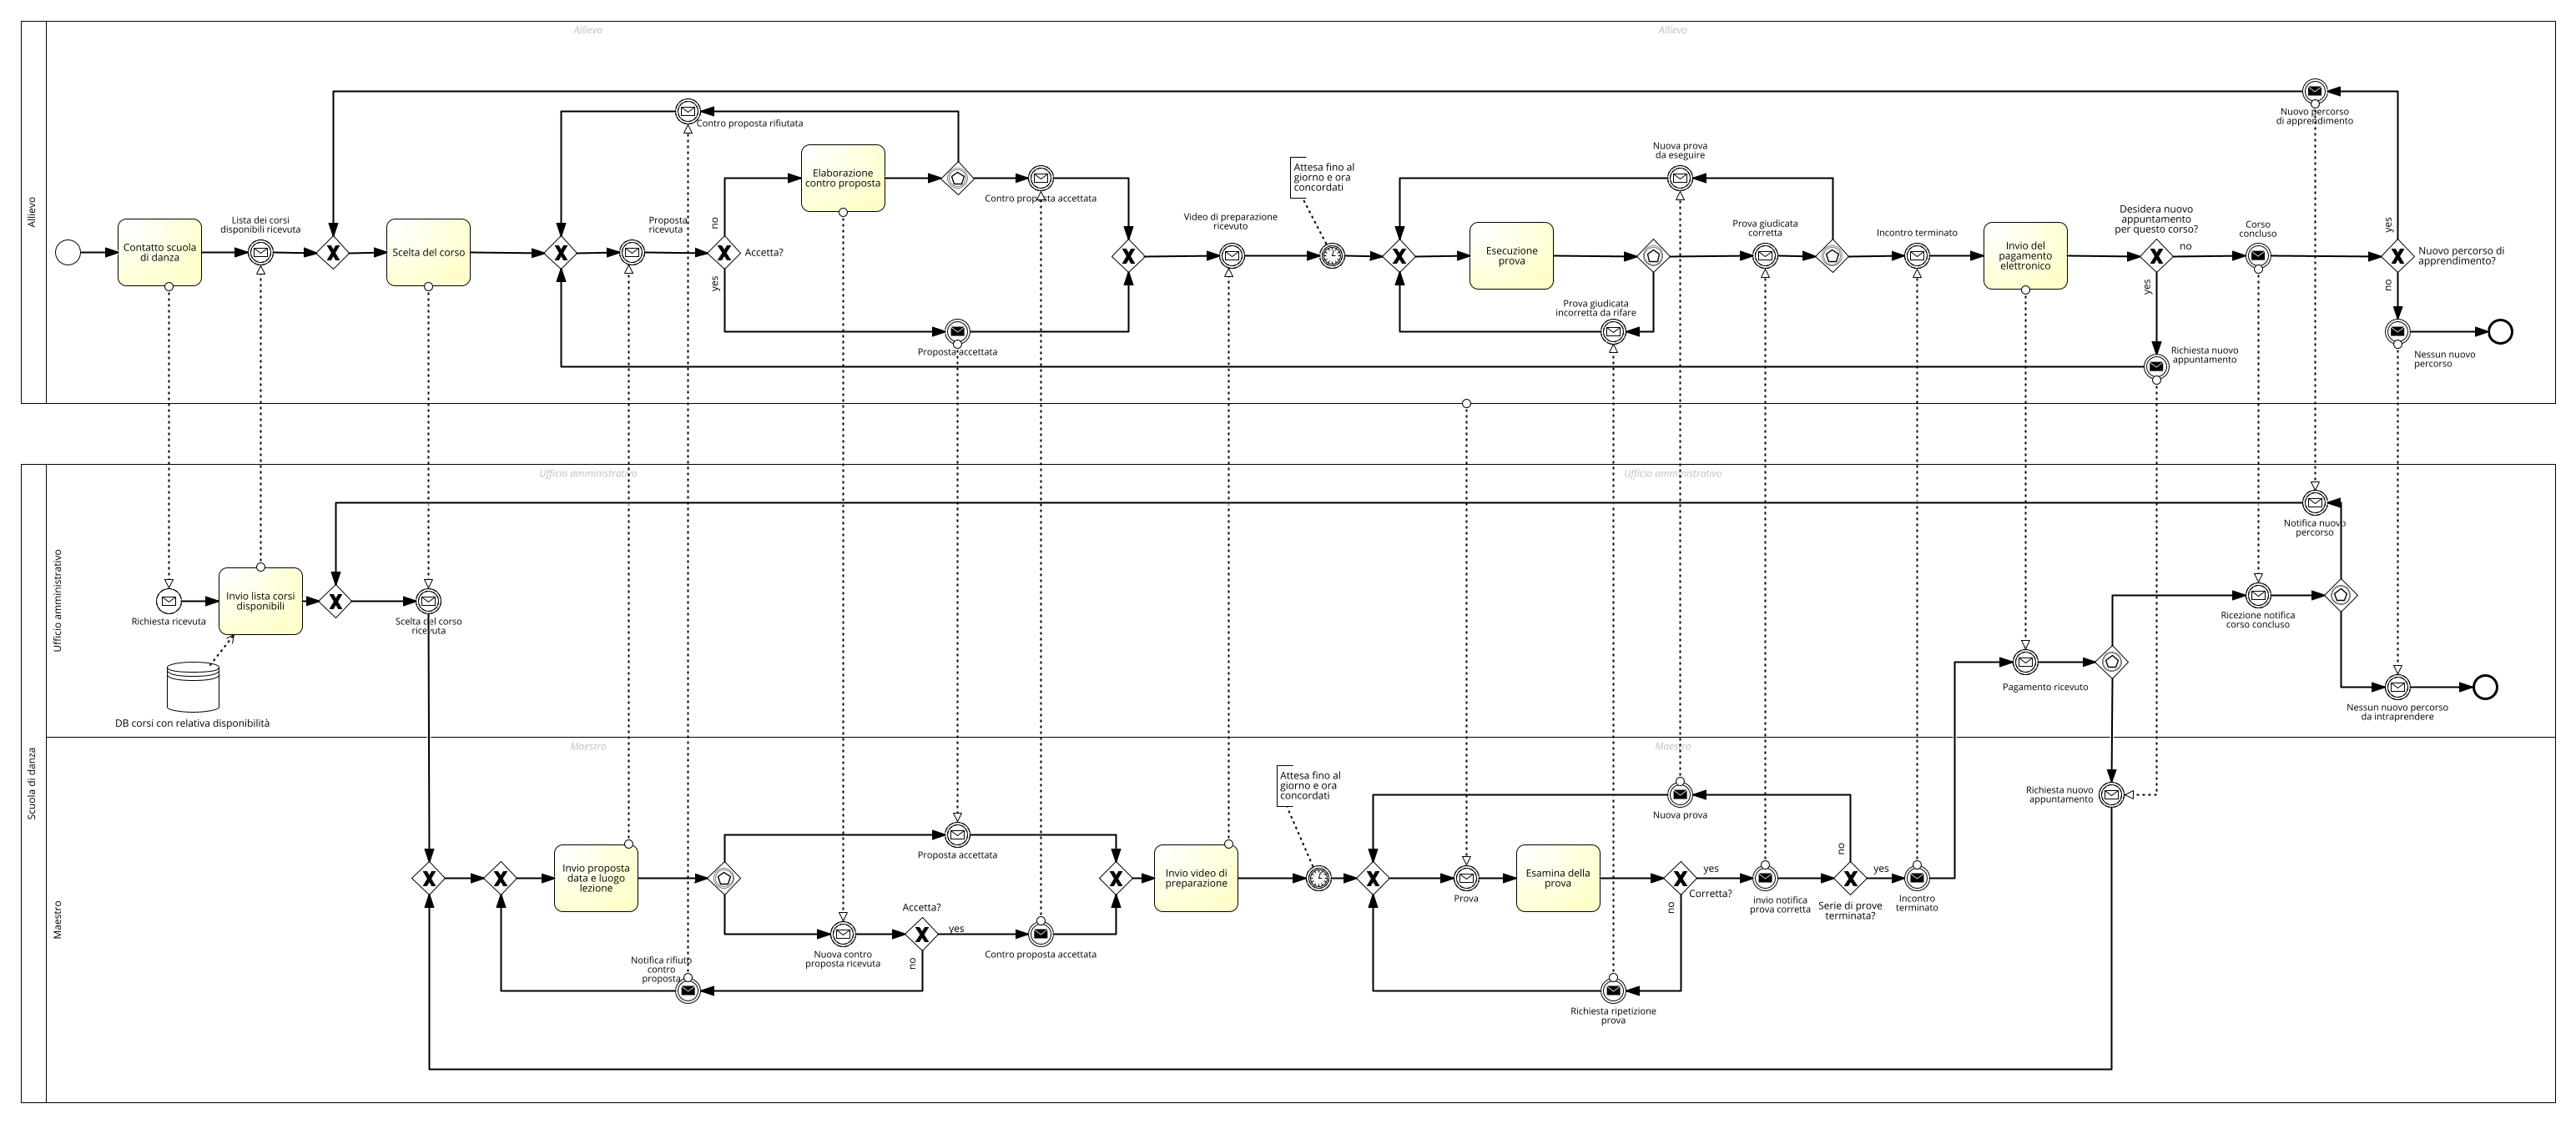 Allievo
Allievo
Allievo
Nuovo percorso
di apprendimento
Contro proposta rifiutata
Nuova prova
da eseguire
Attesa fino al
giorno e ora
concordati
Elaborazione
contro proposta
Contro proposta accettata
Lista dei corsi
disponibili ricevuta
Proposta
ricevuta
no
Video di preparazione
ricevuto
Prova giudicata
corretta
Incontro terminato
Desidera nuovo
appuntamento
per questo corso?
no
Corso
concluso
yes
Contatto scuola
di danza
Scelta del corso
Accetta?
yes
Esecuzione
prova
Invio del
pagamento
elettronico
Nuovo percorso di
apprendimento?
yes
no
Prova giudicata
incorretta da rifare
Proposta accettata
Richiesta nuovo
appuntamento
Nessun nuovo
percorso
Scuola di danza
Ufficio amministrativo
Ufficio amministrativo
Ufficio amministrativo
Notifica nuovo
percorso
Invio lista corsi
disponibili
Richiesta ricevuta
Scelta del corso
ricevuta
Ricezione notifica
corso concluso
Pagamento ricevuto
Nessun nuovo percorso
da intraprendere
DB corsi con relativa disponibilità
Maestro
Maestro
Maestro
Attesa fino al
giorno e ora
concordati
Richiesta nuovo
appuntamento
Nuova prova
Proposta accettata
no
Invio proposta
data e luogo
lezione
Invio video di
preparazione
Prova
Esamina della
prova
yes
Corretta?
no
invio notifica
prova corretta
yes
Serie di prove
terminata?
Incontro
terminato
Accetta?
yes
no
Nuova contro
proposta ricevuta
Contro proposta accettata
Notifica rifiuto
contro
proposta
Richiesta ripetizione
prova